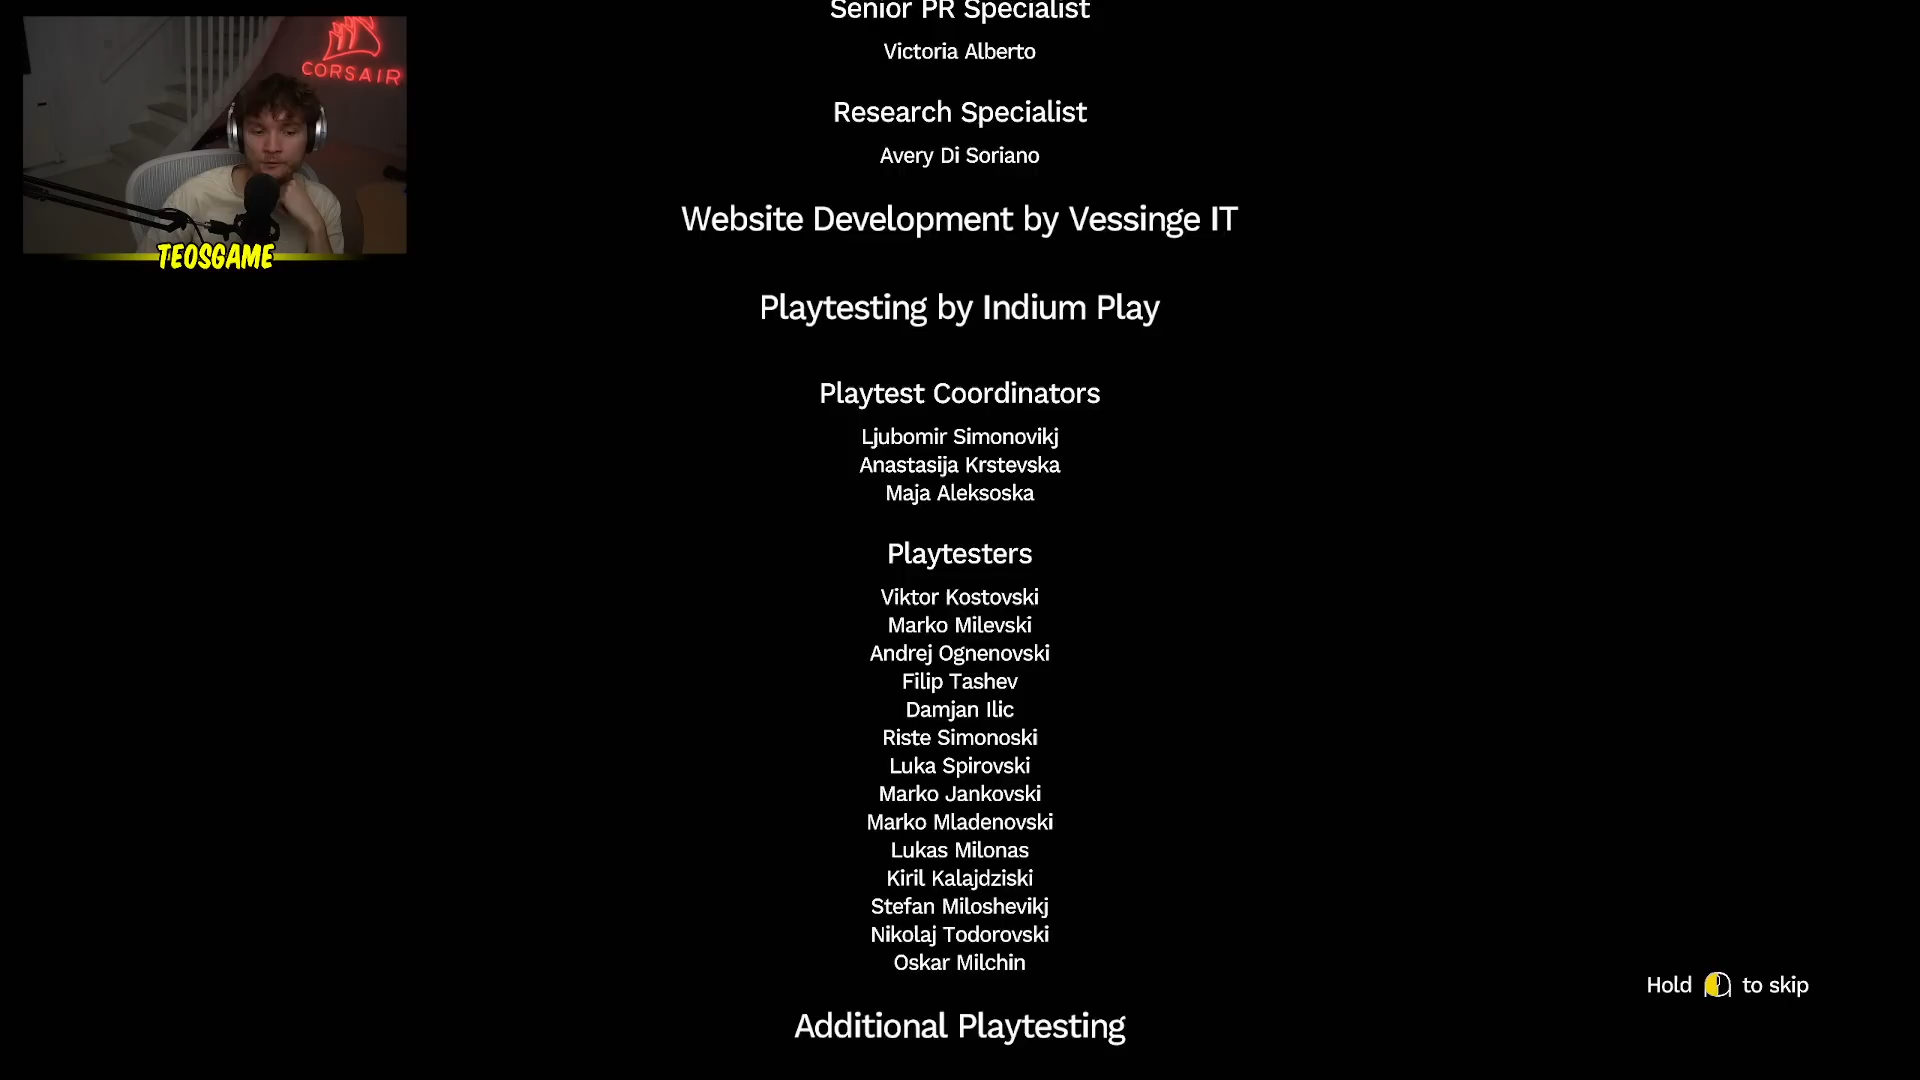 CORSAIR
TEOSGAME
Senior PR Specialist
Victoria Alberto
Research Specialist
Avery Di Soriano
Website Development by Vessinge IT
Playtesting by Indium Play
Playtest Coordinators
Ljubomir Simonovikj
Anastasija Krstevska
Maja Aleksoska
Playtesters
Viktor Kostovski
Marko Milevski
Andrej Ognenovski
Filip Tashev
Damjan Ilic
Riste Simonoski
Luka Spirovski
Marko Jankovski
Marko Mladenovski
Lukas Milonas
Kiril Kalajdziski
Stefan Miloshevikj
Nikolaj Todorovski
Oskar Milchin
Additional Playtesting
Hold to skip